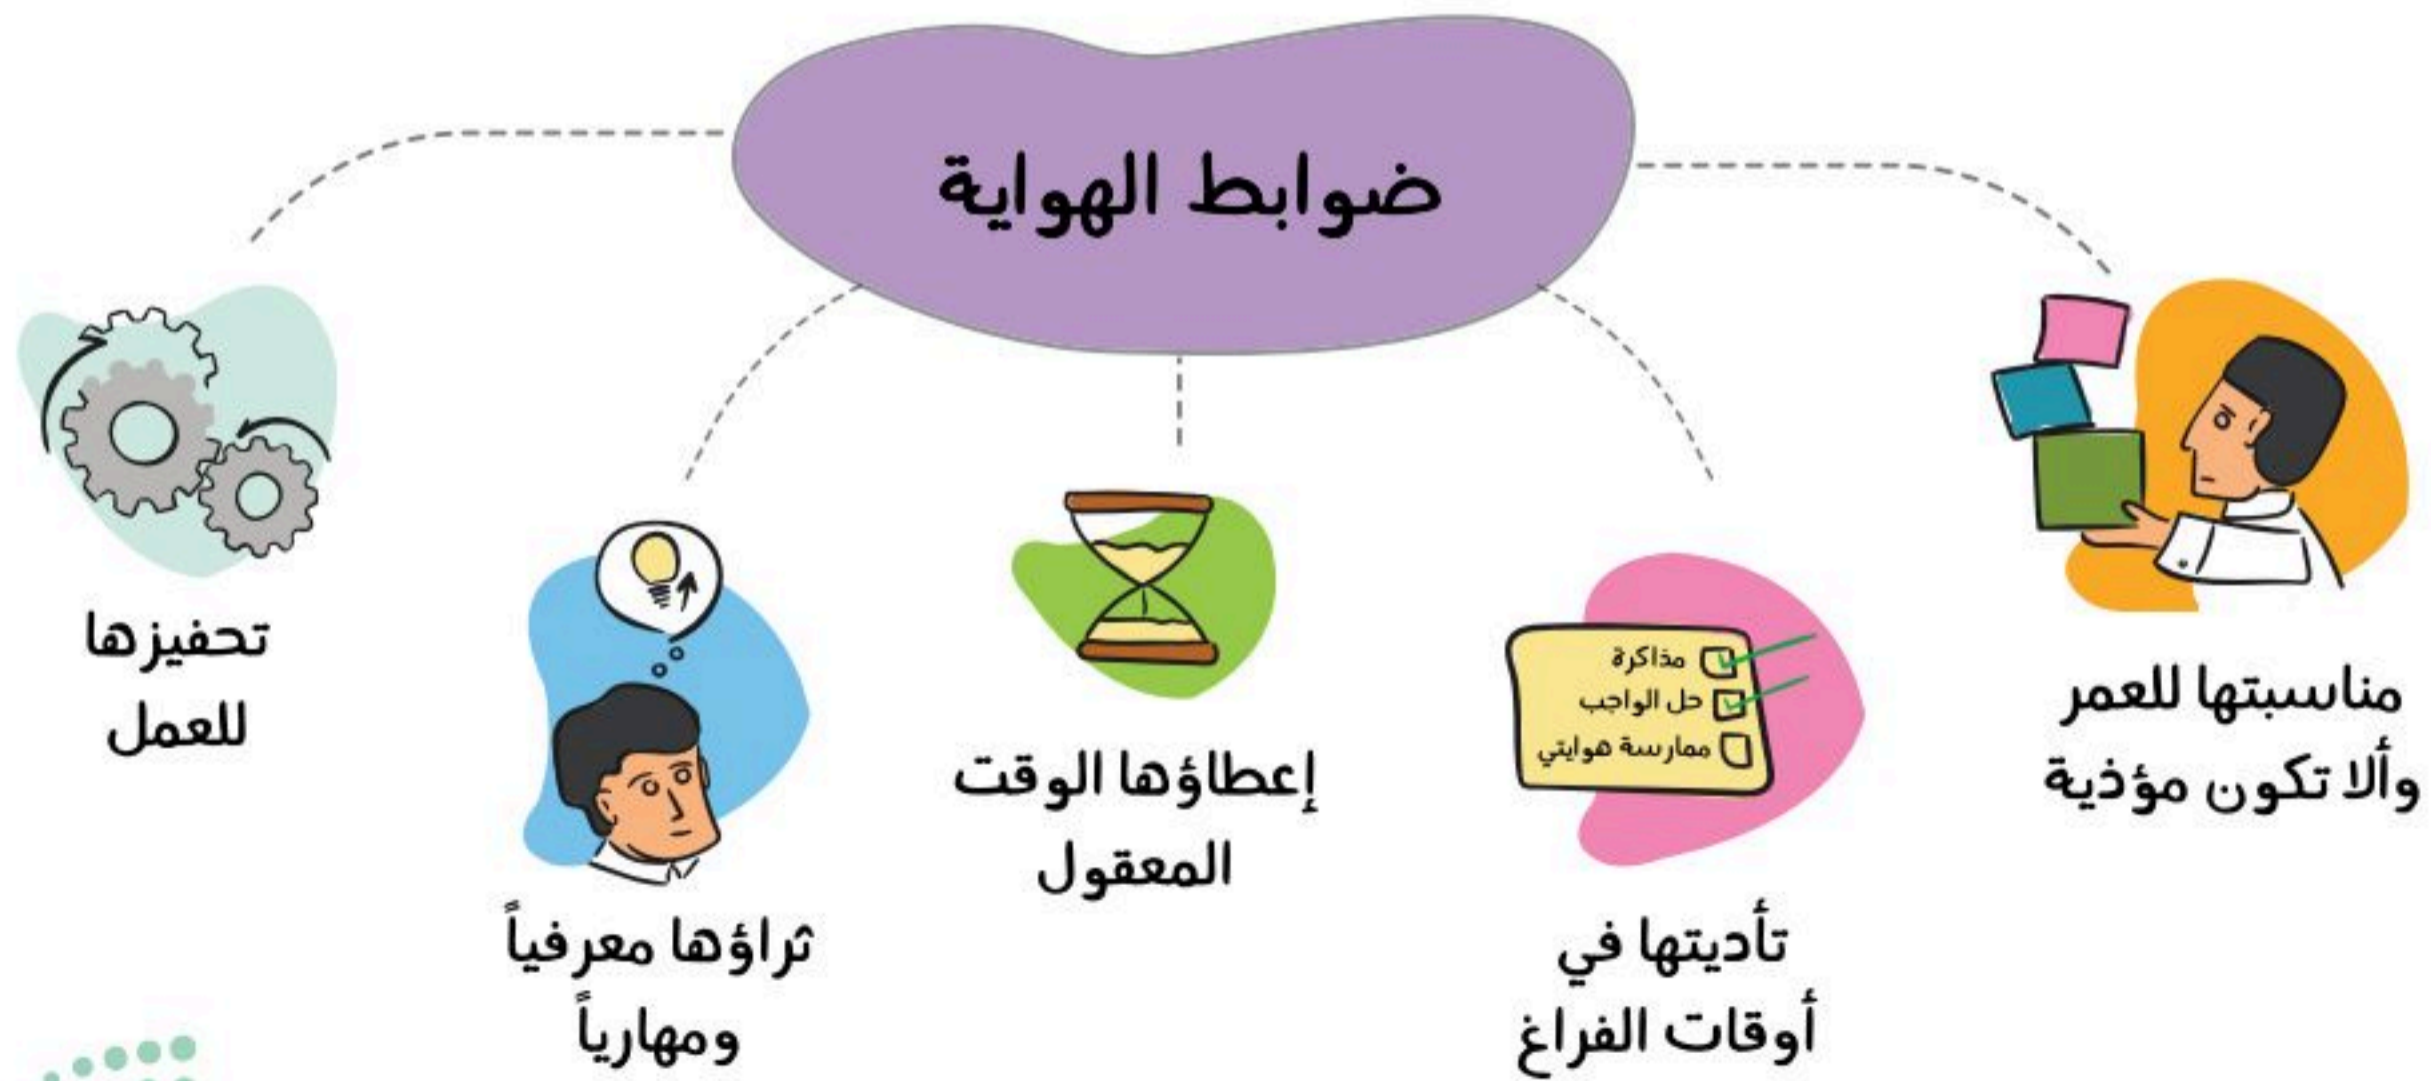 ضوابط الهواية
مناسبتها للعمر
وألا تكون مؤذية
مذاكرة
حل الواجب
ممارسة هوايتي
تأديتها في
أوقات الفراغ
إعطاؤها الوقت
المعقول
ثراؤها معرفياً
ومهارياً
تحفيزها
للعمل